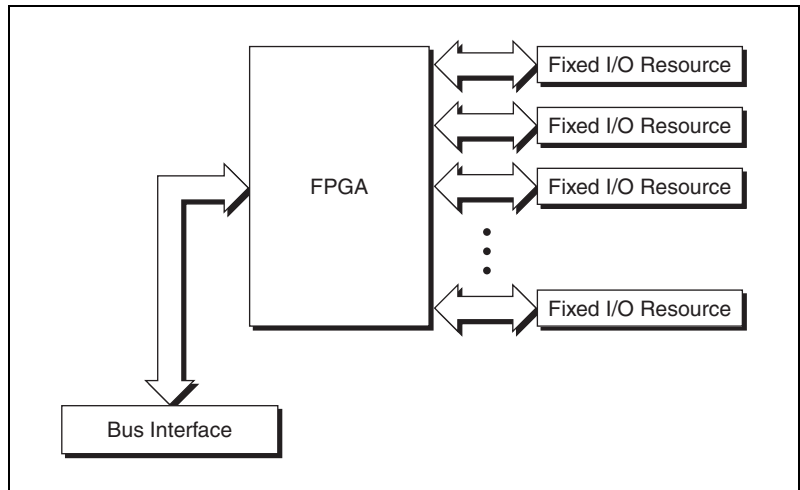 Fixed I/O Resource
Fixed I/O Resource
FPGA
Fixed I/O Resource
Fixed I/O Resource
Bus Interface